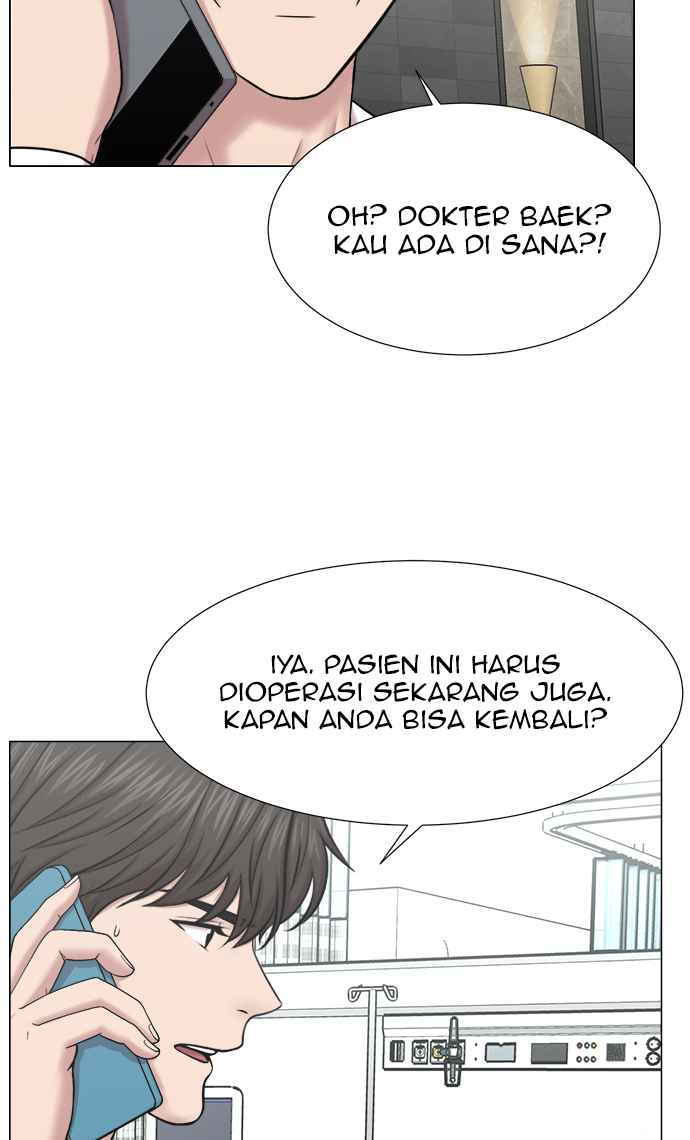 OH? DOKTER BAEK?
KAU ADA DI SANA?!
IYA. PASIEN INI HARUS
DIOPERASI SEKARANG JUGA.
KAPAN ANDA BISA KEMBALI?